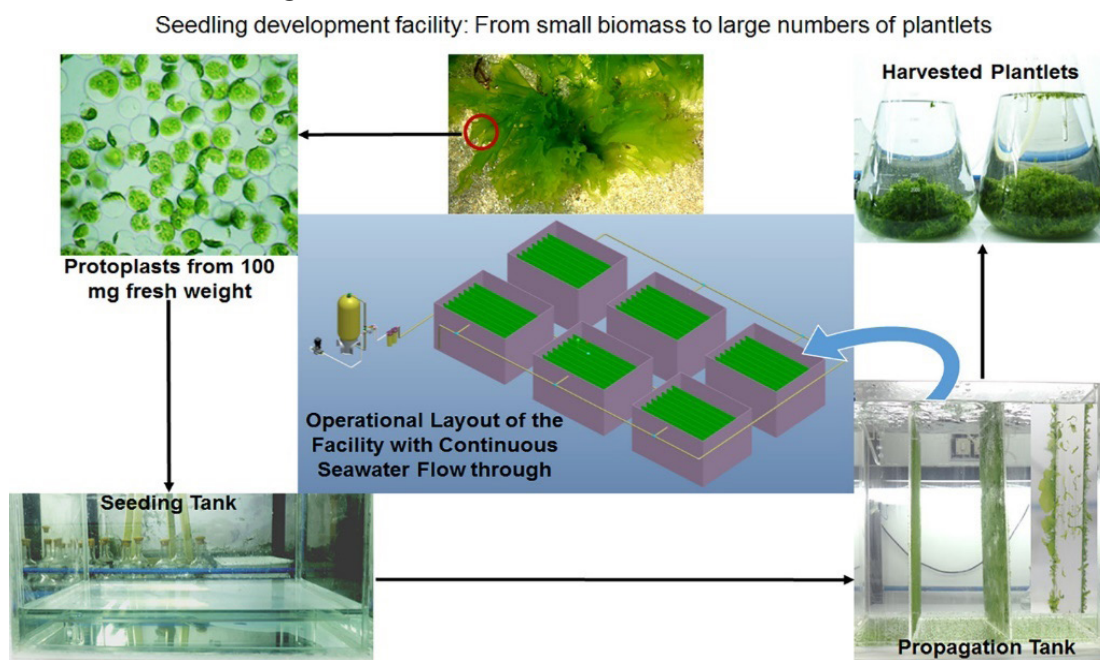 Seedling development facility: From small biomass to large numbers of plantlets
Harvested Plantlets
Protoplasts from 100
mg fresh weight
Operational Layout of the
Facility with Continuous
Seawater Flow through
Seeding Tank
Propagation Tank